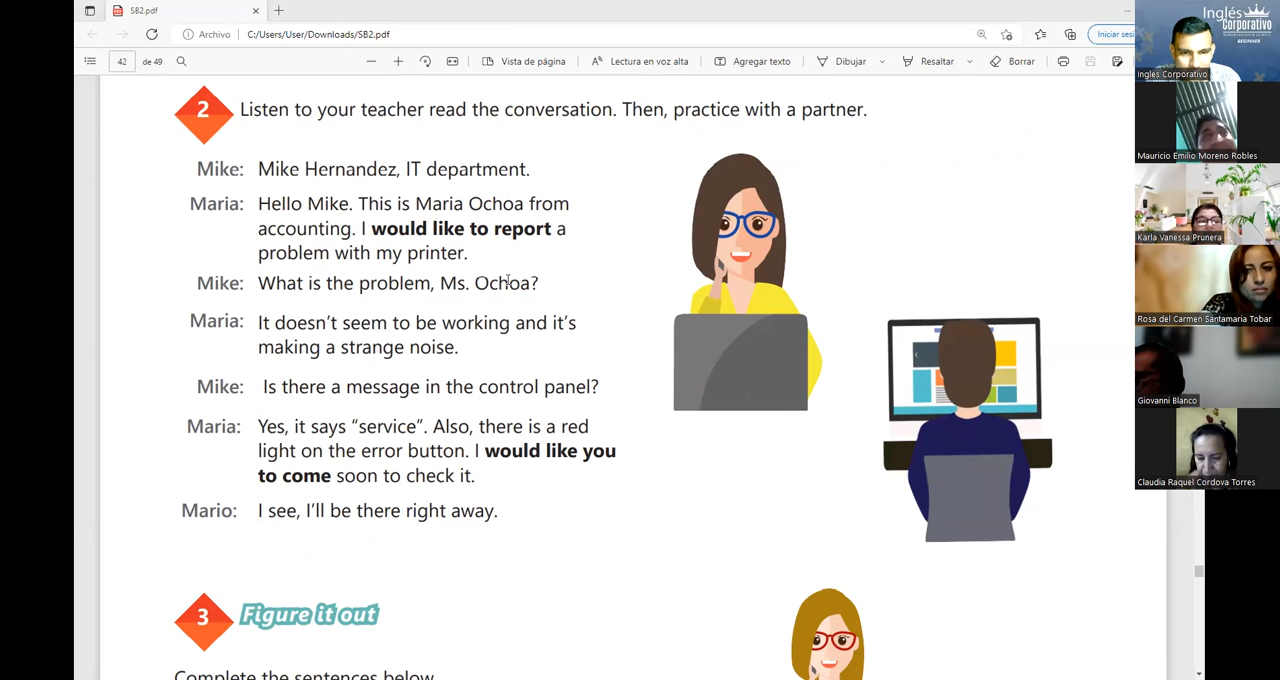 SB2.pdf
Archivo
C:/Users/User/Downloads/SB2.pdf
Iniciar sesi
42
de 49
Vista de página
Lectura en voz alta
Agregar texto
Dibujar
Resaltar
Borrar
2
Listen to your teacher read the conversation. Then, practice with a partner.
Mike: Mike Hernandez, IT department.
Maria: Hello Mike. This is Maria Ochoa from
accounting. I would like to report a
problem with my printer.
Mike: What is the problem, Ms. Ochoa?
Maria: It doesn't seem to be working and it's
making a strange noise.
Mike: Is there a message in the control panel?
Maria: Yes, it says “service”. Also, there is a red
light on the error button. I would like you
to come soon to check it.
Mario: I see, I'll be there right away.
3
Figure it out
Complete the sentences below
Inglés
Corporativo
BEGINNER
Inglés Corporativo
Mauricio Emilio Moreno Robles
Karla Vanessa Prunera
Rosa del Carmen Santamaria Tobar
Giovanni Blanco
Claudia Raquel Cordova Torres